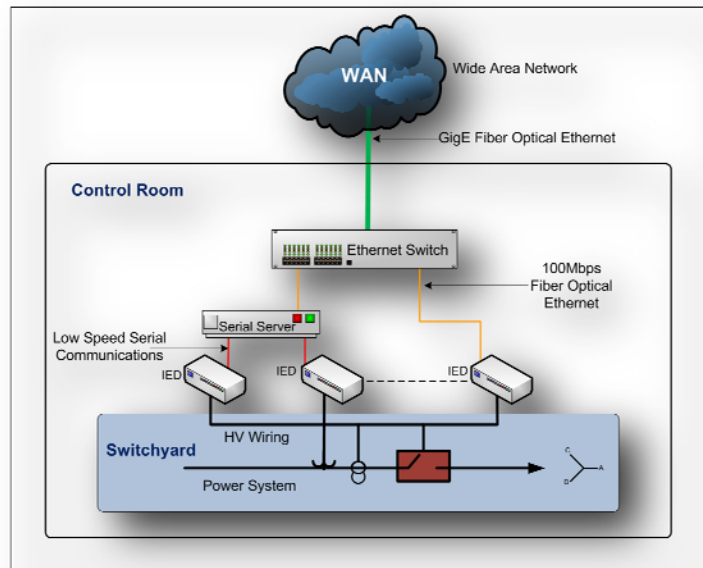 WAN
Wide Area Network
GigE Fiber Optical Ethernet
Control Room
Ethernet Switch
100Mbps
Fiber Optical
Ethernet
Serial Server
Low Speed Serial
Communications
IED
IED
IED
HV Wiring
Switchyard
Power System
C
A